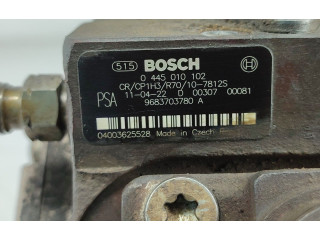 515 BOSCH
0 445 010 102
CR/CP1H3/R70/10-7812S
PSA 11-04-22 0 00307 00081
9683703780 A
04003625528 Made in Czech